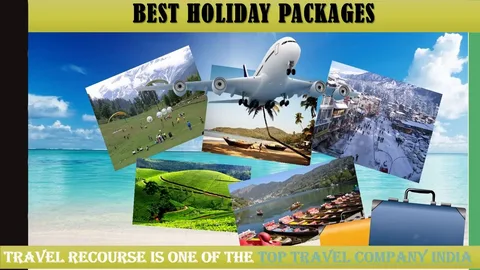 BEST HOLIDAY PACKAGES
TRAVEL RECOURSE IS ONE OF THE TOP TRAVEL COMPANY INDIA